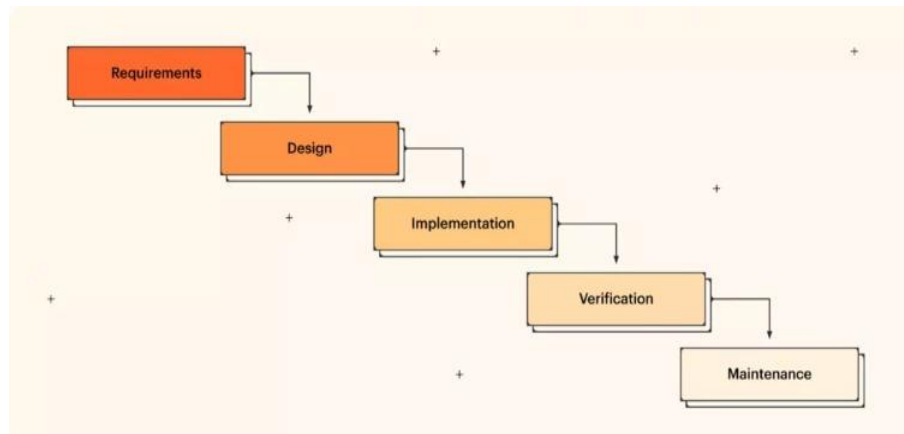 Requirements
Design
Implementation
Verification
Maintenance